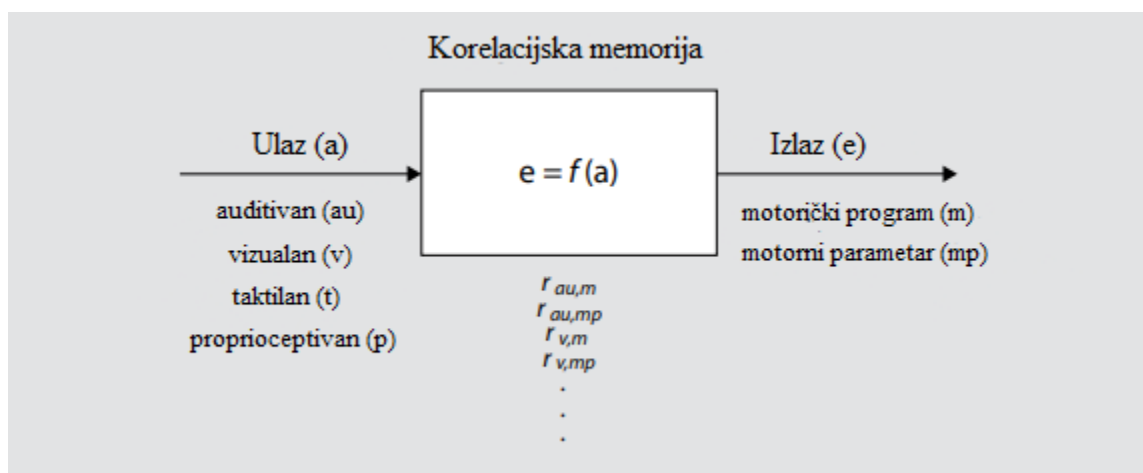 Korelacijska memorija
Ulaz (a)
auditivan (au)
vizualan (v)
taktilan (t)
proprioceptivan (p)
e = f (a)
r au,m
r au,mp
r v,m
r v,mp
.
.
.
Izlaz (e)
motorički program (m)
motorni parametar (mp)